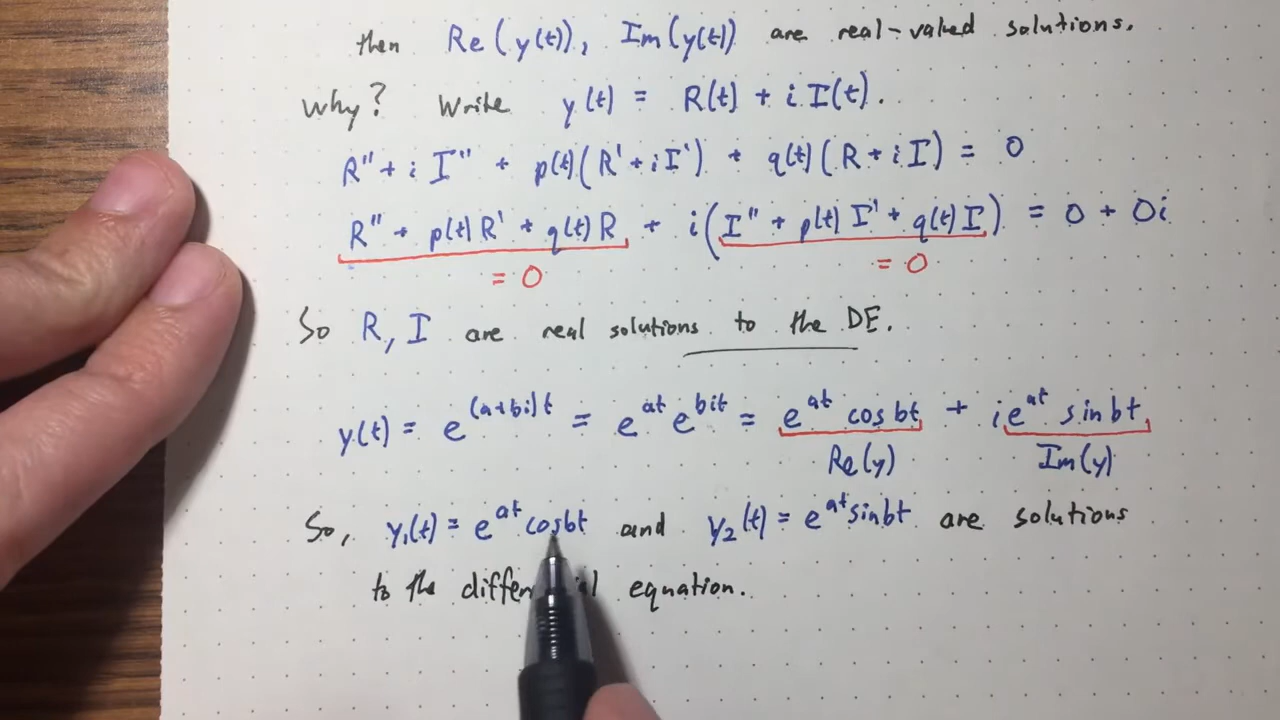 then Re(y(t)), Im(y(t)) are real-valued solutions.
Why? Write y(t) = R(t) + i I(t).
R'' + i I'' + p(t)(R' + i I') + q(t)(R + i I) = 0
R'' + p(t) R' + q(t) R + i(I'' + p(t) I' + q(t) I) = 0 + 0i
= 0 = 0
So R, I are real solutions to the DE.
y(t) = e^{(a+bi)t} = e^{at} e^{bit} = e^{at} cos bt + i e^{at} sin bt
Re(y) Im(y)
So, y₁(t) = e^{at} cos bt and y₂(t) = e^{at} sin bt are solutions
to the equation.